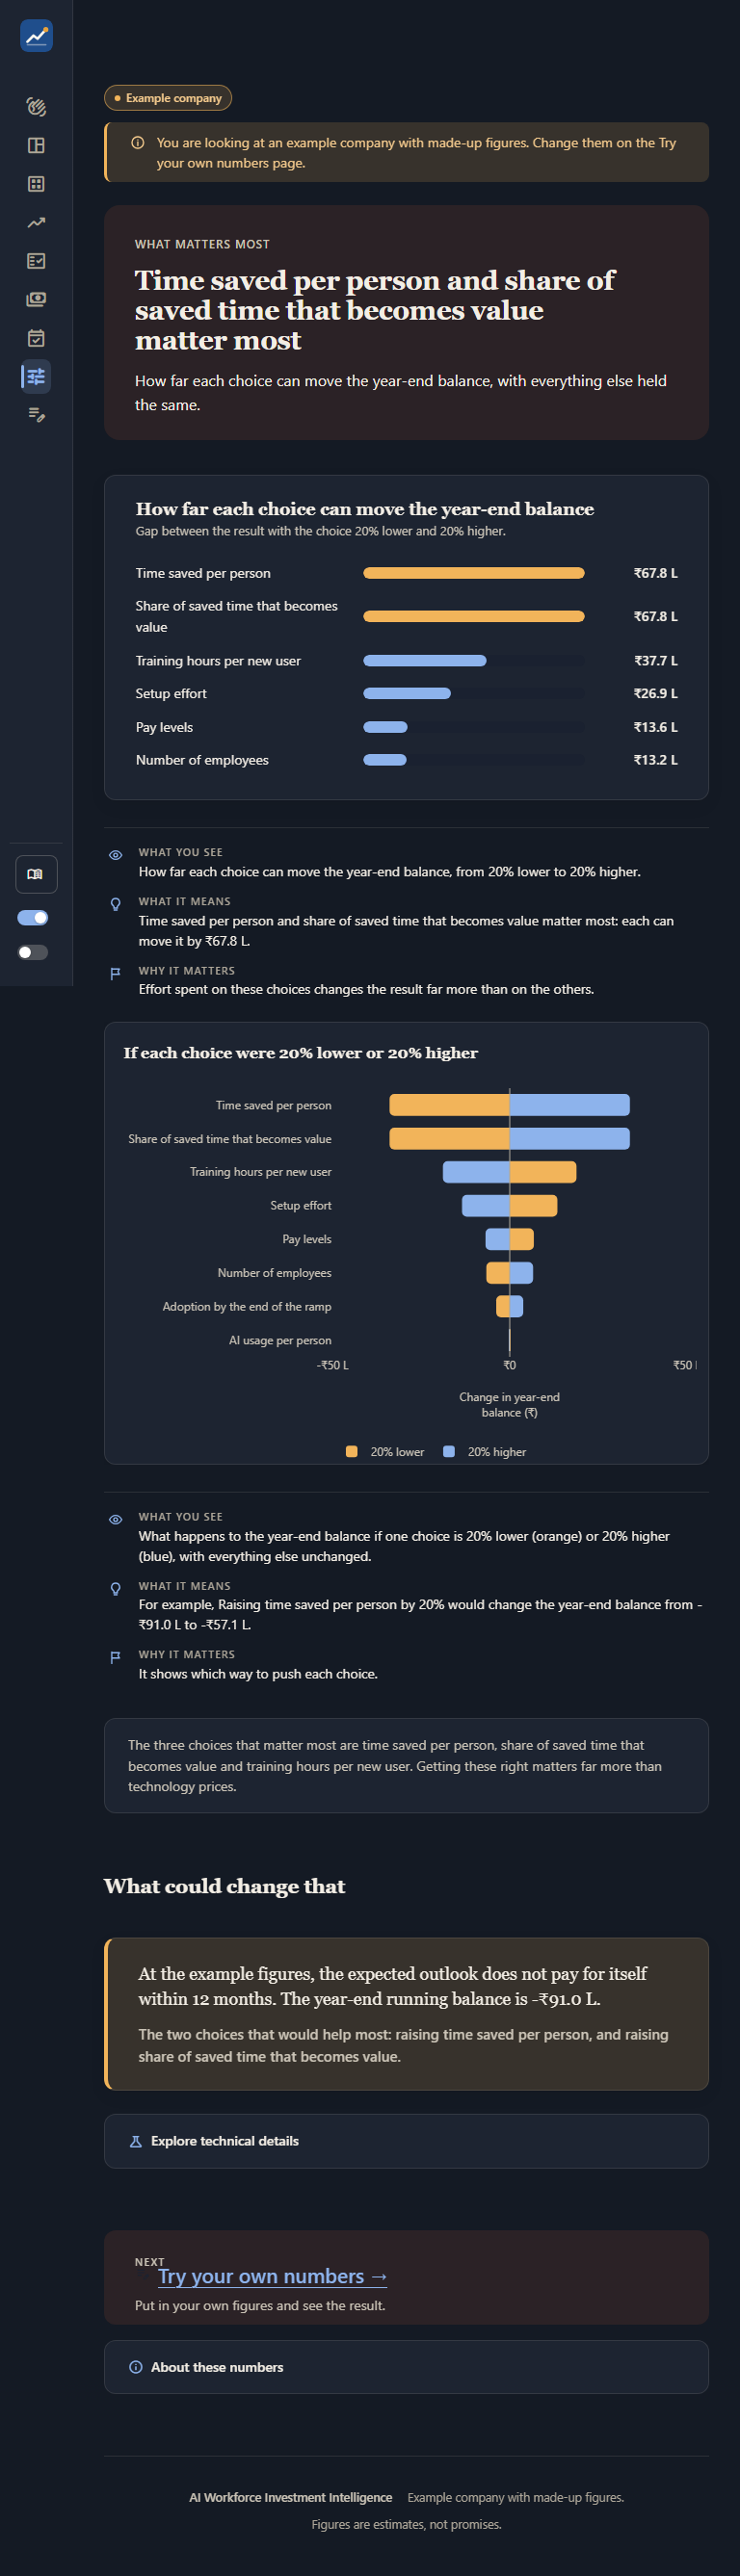 Example company
You are looking at an example company with made-up figures. Change them on the Try
your own numbers page.
WHAT MATTERS MOST
Time saved per person and share of
saved time that becomes value
matter most
How far each choice can move the year-end balance, with everything else held
the same.
How far each choice can move the year-end balance
Gap between the result with the choice 20% lower and 20% higher.
Time saved per person ₹67.8 L
Share of saved time that becomes
value ₹67.8 L
Training hours per new user ₹37.7 L
Setup effort ₹26.9 L
Pay levels ₹13.6 L
Number of employees ₹13.2 L
WHAT YOU SEE
How far each choice can move the year-end balance, from 20% lower to 20% higher.
WHAT IT MEANS
Time saved per person and share of saved time that becomes value matter most: each can
move it by ₹67.8 L.
WHY IT MATTERS
Effort spent on these choices changes the result far more than on the others.
If each choice were 20% lower or 20% higher
Time saved per person
Share of saved time that becomes value
Training hours per new user
Setup effort
Pay levels
Number of employees
Adoption by the end of the ramp
AI usage per person
-₹50 L ₹0 ₹50
Change in year-end
balance (₹)
20% lower 20% higher
WHAT YOU SEE
What happens to the year-end balance if one choice is 20% lower (orange) or 20% higher
(blue), with everything else unchanged.
WHAT IT MEANS
For example, Raising time saved per person by 20% would change the year-end balance from -
₹91.0 L to -₹57.1 L.
WHY IT MATTERS
It shows which way to push each choice.
The three choices that matter most are time saved per person, share of saved time that
becomes value and training hours per new user. Getting these right matters far more than
technology prices.
What could change that
At the example figures, the expected outlook does not pay for itself
within 12 months. The year-end running balance is -₹91.0 L.
The two choices that would help most: raising time saved per person, and raising
share of saved time that becomes value.
Explore technical details
NEXT
Try your own numbers →
Put in your own figures and see the result.
About these numbers
AI Workforce Investment Intelligence Example company with made-up figures.
Figures are estimates, not promises.